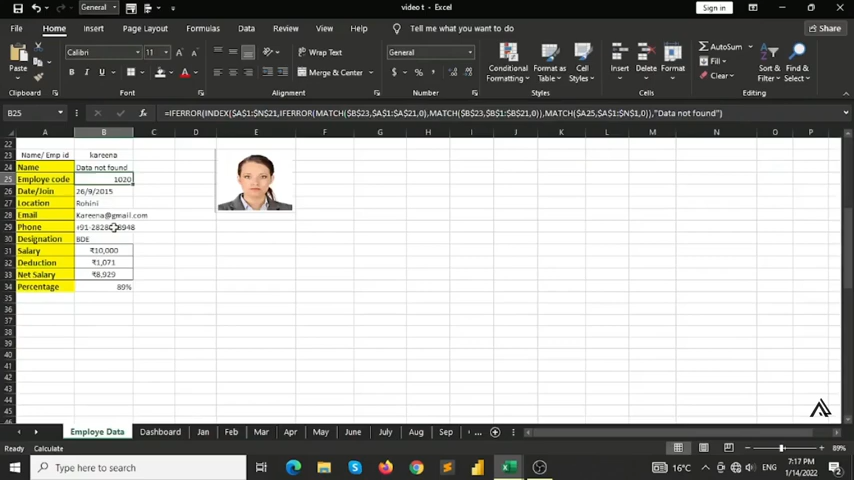 General
video t - Excel
Sign in
File Home Insert Page Layout Formulas Data Review View Help Tell me what you want to do Share
Paste
Calibri 11
Wrap Text
General
Conditional Formatting
Format as Table
Cell Styles
Insert
Delete
Format
AutoSum
Fill
Clear
Sort & Filter
Find & Select
B I U
Merge & Center
$ % ,
Clipboard
Font
Alignment
Number
Styles
Cells
Editing
B25 fx =IFERROR(INDEX($A$1:$N$21,IFERROR(MATCH($B$23,$A$1:$A$21,0),MATCH($B$23,$B$1:$B$21,0)),MATCH(A25,$A$1:$N$1,0)),"Data not found")
A B C D E F G H I J K L M N O P
22
23 Name/ Emp id kareena
24 Name Data not found
25 Employe code 1020
26 Date/Join 26/9/2015
27 Location Rohini
28 Email Kareena@gmail.com
29 Phone
30 Designation BDE
31 Salary ₹10,000
32 Deduction ₹1,071
33 Net Salary ₹8,929
34 Percentage 89%
35
36
37
38
39
40
41
42
43
44
45
Employe Data Dashboard Jan Feb Mar Apr May June July Aug Sep ...
Ready Calculate 89%
Type here to search
16°C ENG 7:17 PM
1/14/2022 2